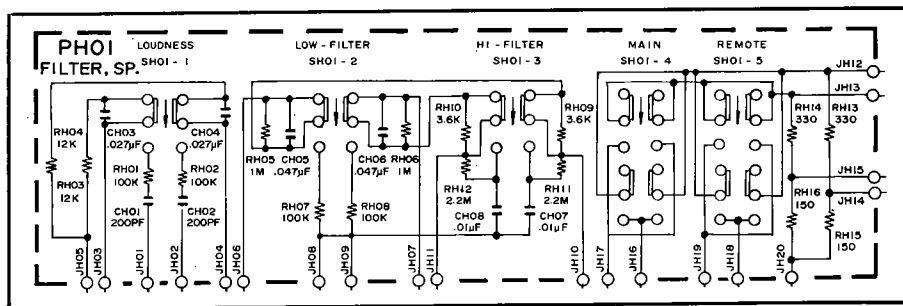 PH01
FILTER, SP.
LOUDNESS
SH01-1
LOW-FILTER
SH01-2
HI-FILTER
SH01-3
MAIN
SH01-4
REMOTE
SH01-5
JH12
JH13
RH04
12K
RH03
12K
CH03
.027µF
CH04
.027µF
RH01
100K
RH02
100K
CH01
200PF
CH02
200PF
RH05
1M
CH05
.047µF
CH06
.047µF
RH06
1M
RH07
100K
RH08
100K
RH10
3.6K
RH09
3.6K
RH12
2.2M
RH11
2.2M
CH08
.01µF
CH07
.01µF
RH14
330
RH13
330
JH15
JH14
RH16
150
RH15
150
JH05
JH03
JH01
JH02
JH04
JH06
JH08
JH09
JH07
JH11
JH10
JH17
JH16
JH19
JH18
JH20